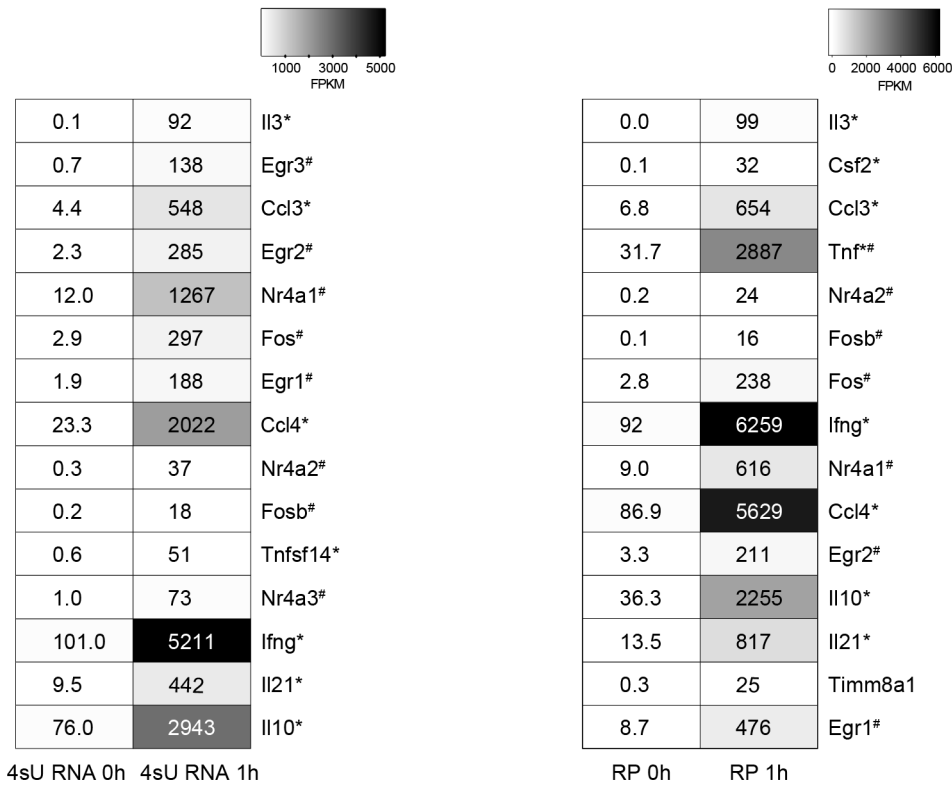 1000 3000 5000
FPKM
0.1 92 Il3*
0.7 138 Egr3#
4.4 548 Ccl3*
2.3 285 Egr2#
12.0 1267 Nr4a1#
2.9 297 Fos#
1.9 188 Egr1#
23.3 2022 Ccl4*
0.3 37 Nr4a2#
0.2 18 Fosb#
0.6 51 Tnfsf14*
1.0 73 Nr4a3#
101.0 5211 Ifng*
9.5 442 Il21*
76.0 2943 Il10*
4sU RNA 0h 4sU RNA 1h
0 2000 4000 6000
FPKM
0.0 99 Il3*
0.1 32 Csf2*
6.8 654 Ccl3*
31.7 2887 Tnf*#
0.2 24 Nr4a2#
0.1 16 Fosb#
2.8 238 Fos#
92 6259 Ifng*
9.0 616 Nr4a1#
86.9 5629 Ccl4*
3.3 211 Egr2#
36.3 2255 Il10*
13.5 817 Il21*
0.3 25 Timm8a1
8.7 476 Egr1#
RP 0h RP 1h